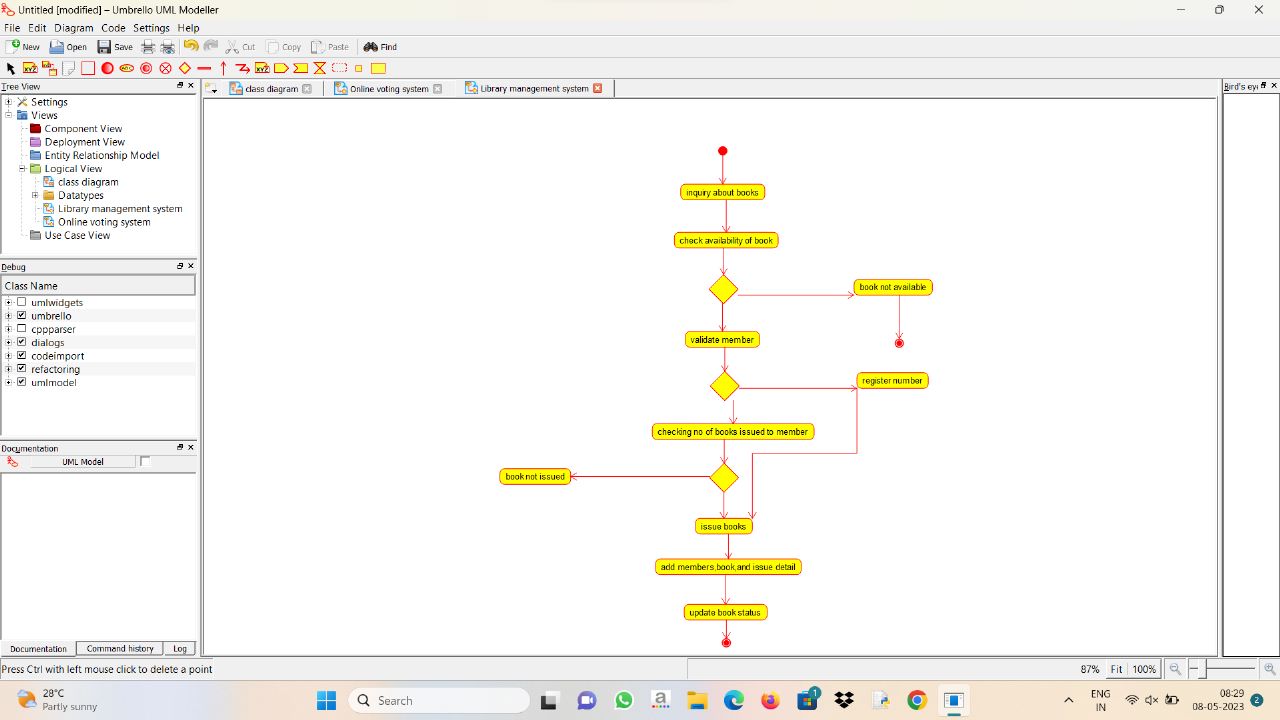 Untitled [modified] – Umbrello UML Modeller
File Edit Diagram Code Settings Help
New Open Save Cut Copy Paste Find
Tree View
class diagram
Online voting system
Library management system
Settings
Views
Component View
Deployment View
Entity Relationship Model
Logical View
class diagram
Datatypes
Library management system
Online voting system
Use Case View
Debug
Class Name
umlwidgets
umbrello
cppparser
dialogs
codeimport
refactoring
umlmodel
Documentation
UML Model
Documentation Command history Log
inquiry about books
check availability of book
book not available
validate member
register number
checking no of books issued to member
book not issued
issue books
add members,book,and issue detail
update book status
Bird's ey
Press Ctrl with left mouse click to delete a point
87% Fit 100%
28°C
Partly sunny
Search
a
1
ENG
IN
08:29
08-05-2023
2